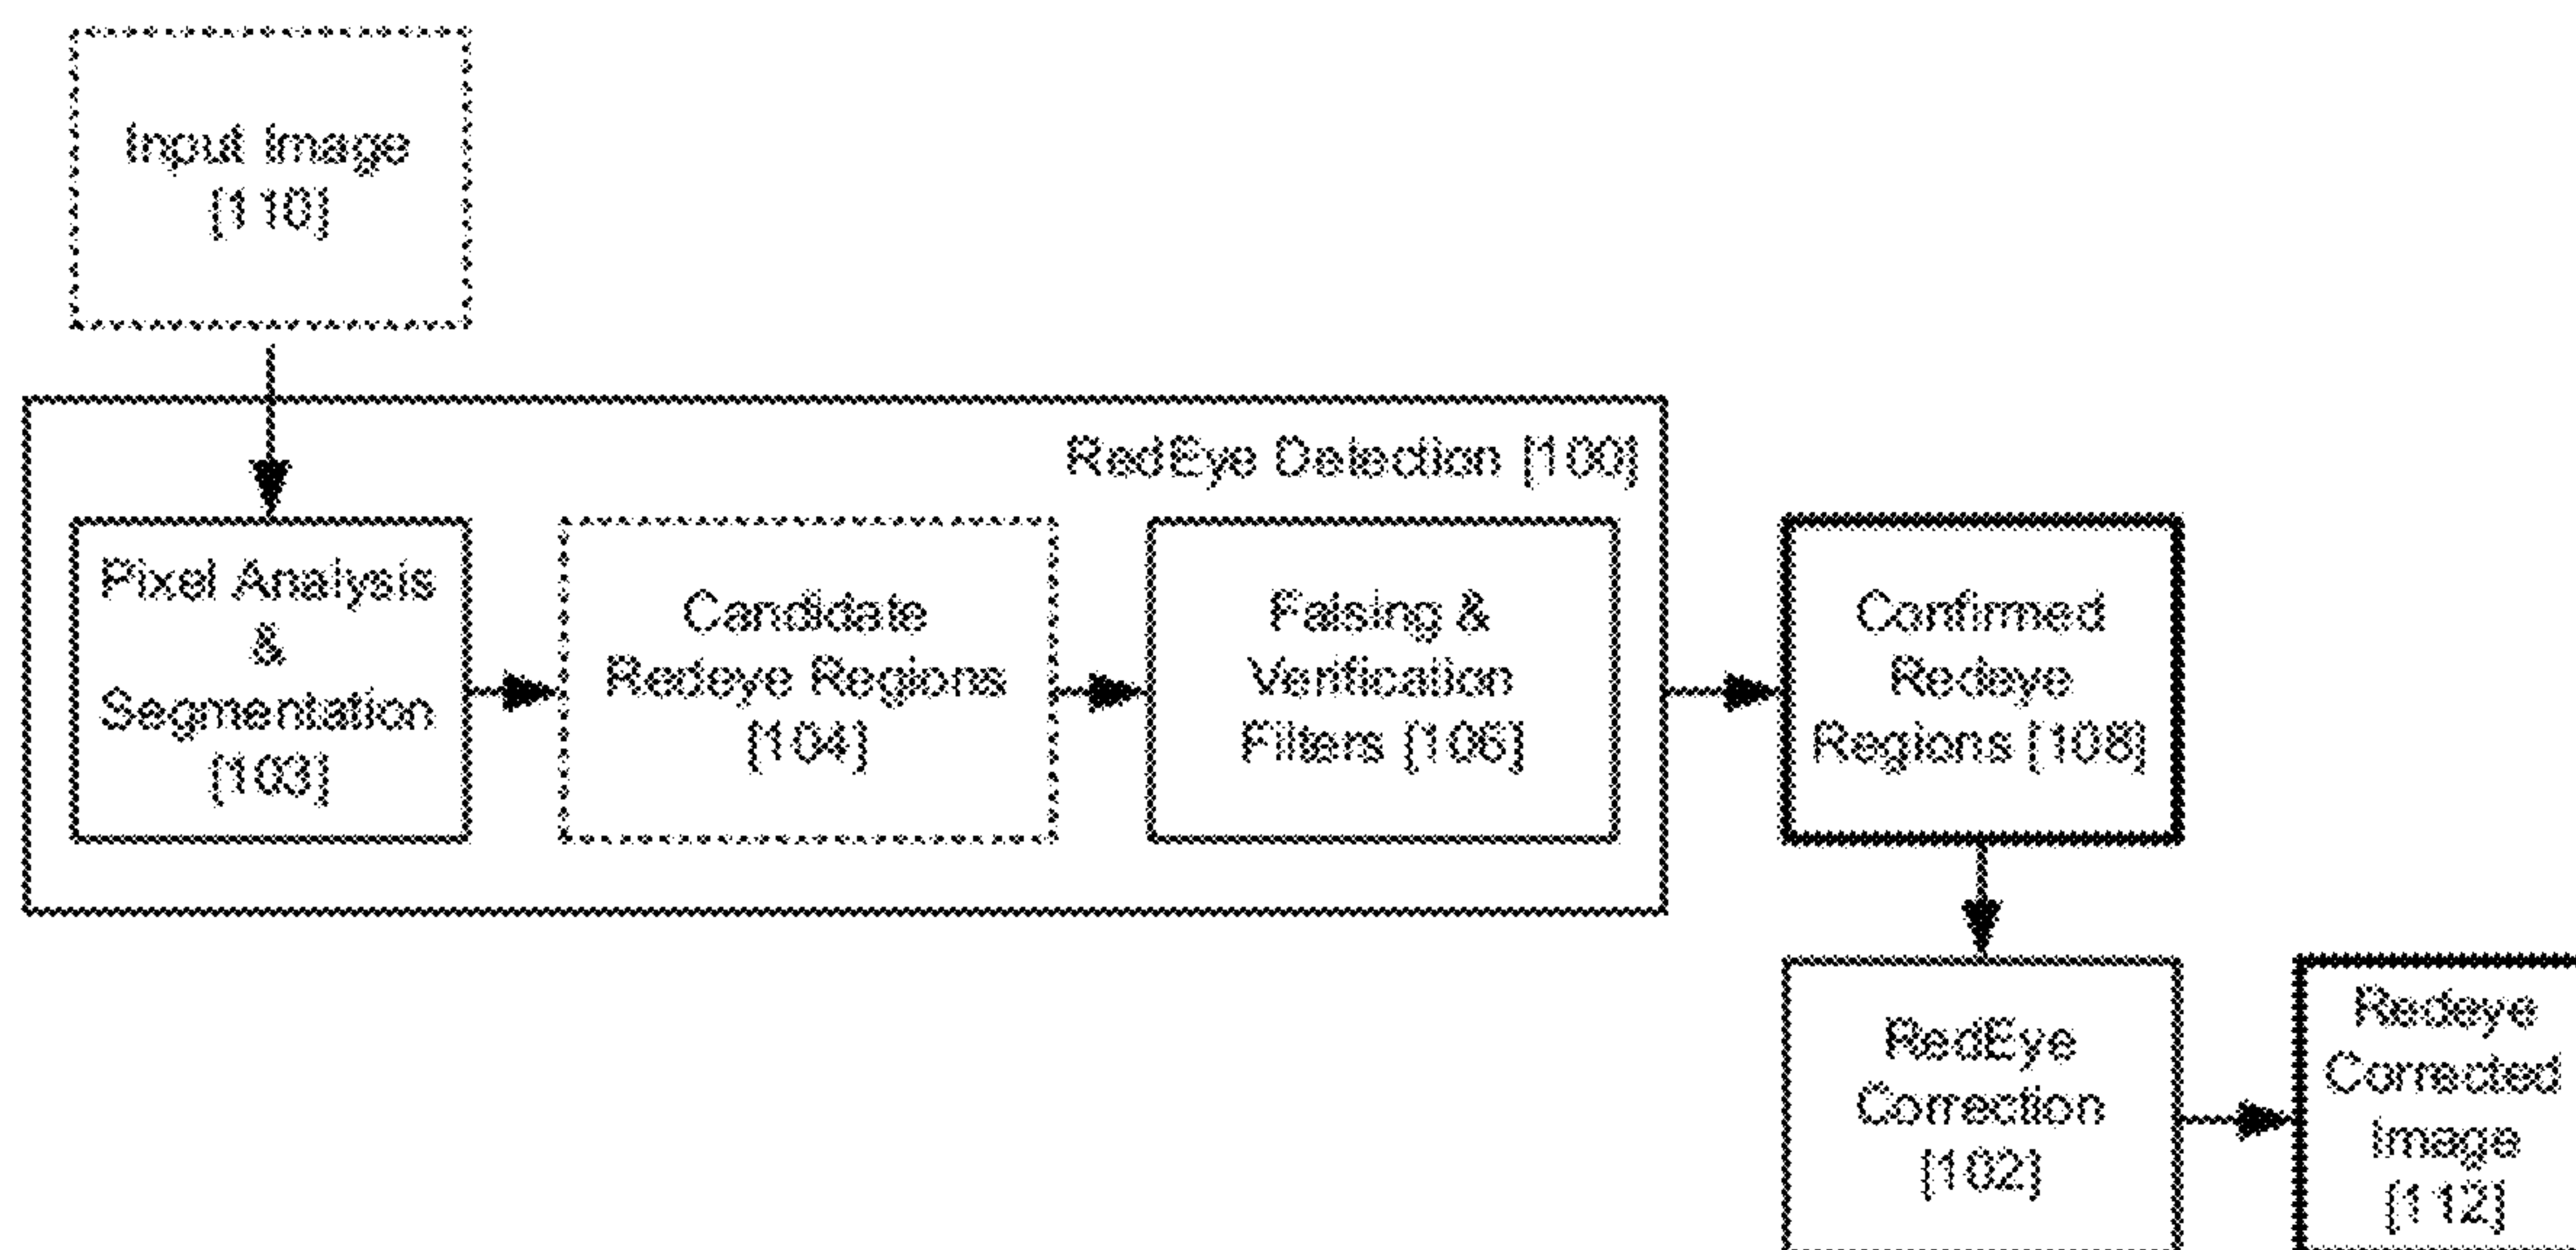 Input Image
[110]
RedEye Detection [100]
Pixel Analysis
&
Segmentation
[103]
Candidate
Redeye Regions
[104]
Falsing &
Verification
Filters [106]
Confirmed
Redeye
Regions [108]
RedEye
Correction
[102]
Redeye
Corrected
Image
[112]